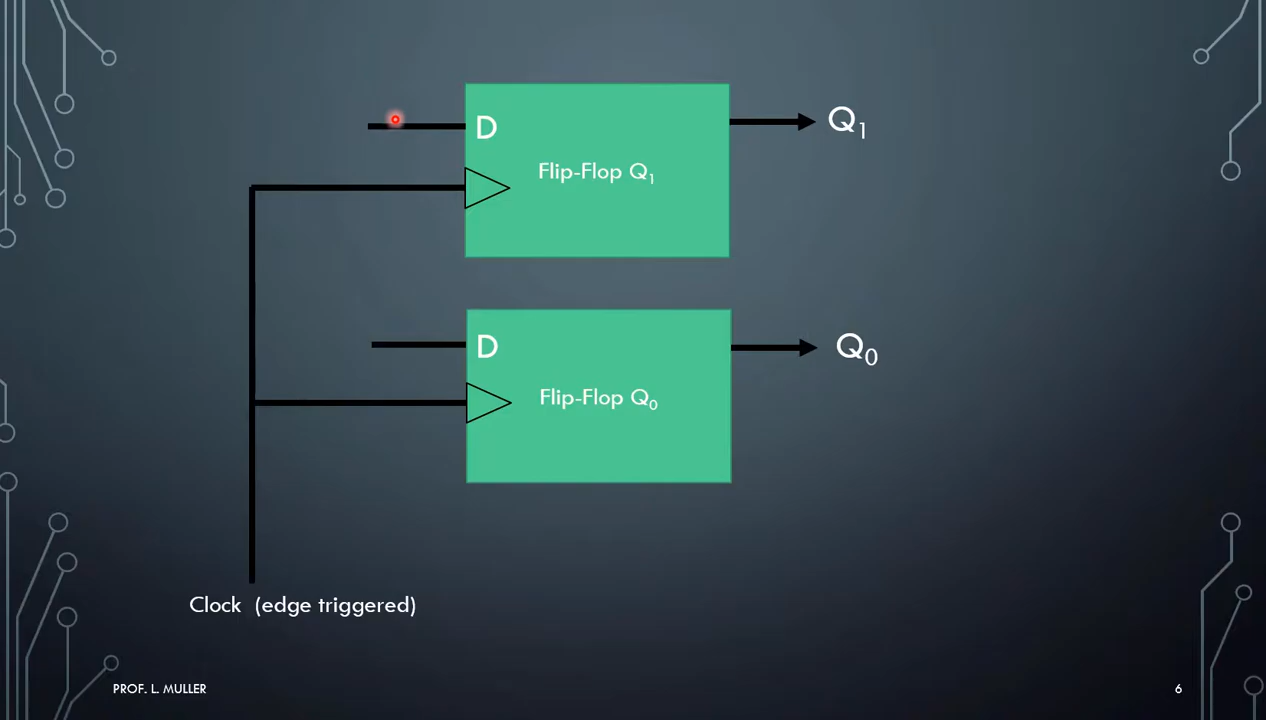 D
Q₁
Flip-Flop Q₁
D
Q₀
Flip-Flop Q₀
Clock (edge triggered)
PROF. L. MULLER
6